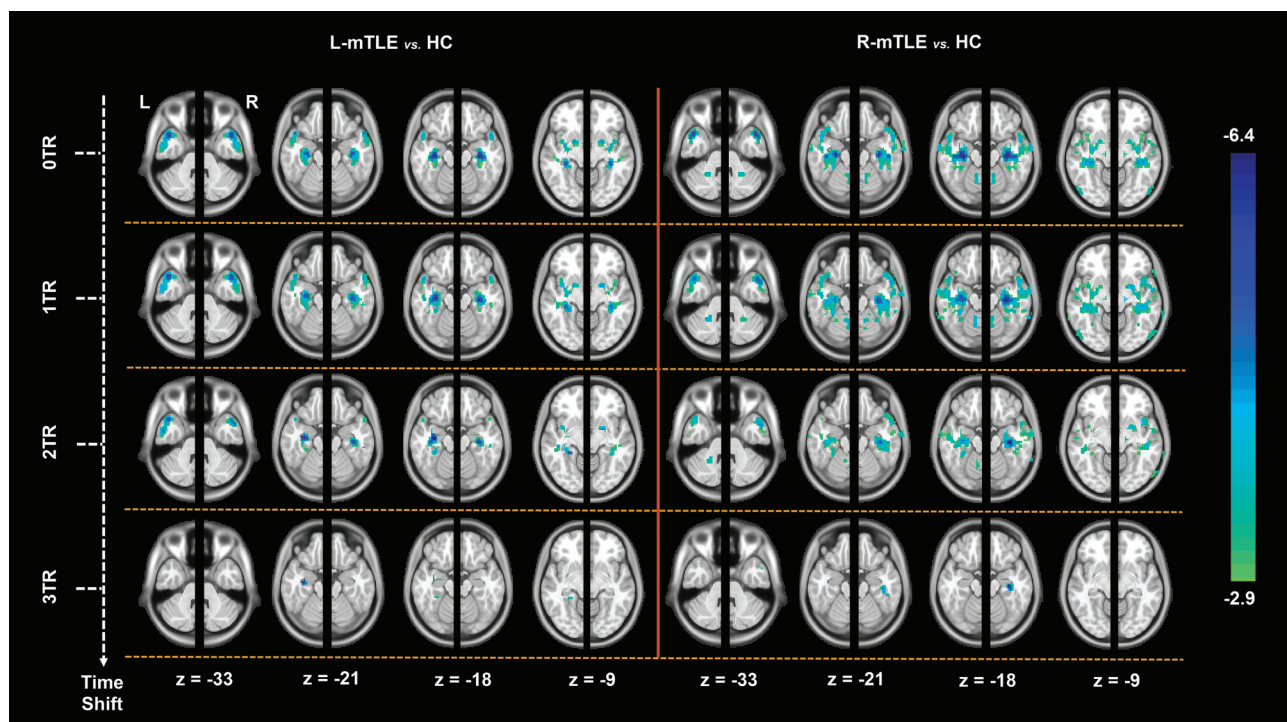 L-mTLE vs. HC
R-mTLE vs. HC
L
R
0TR
1TR
2TR
3TR
-6.4
-2.9
Time
Shift
z = -33
z = -21
z = -18
z = -9
z = -33
z = -21
z = -18
z = -9